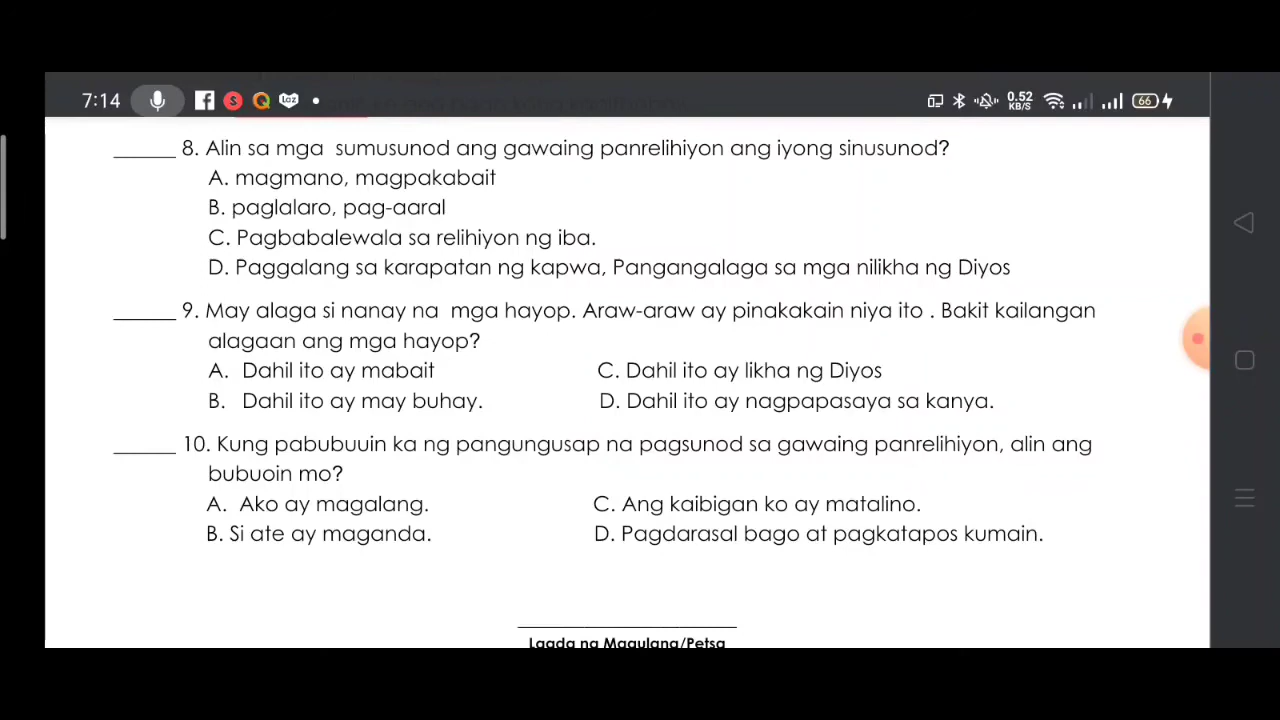 7:14
0.52
KB/S
66
Laz
______ 8. Alin sa mga sumusunod ang gawaing panrelihiyon ang iyong sinusunod?
A. magmano, magpakabait
B. paglalaro, pag-aaral
C. Pagbabalewala sa relihiyon ng iba.
D. Paggalang sa karapatan ng kapwa, Pangangalaga sa mga nilikha ng Diyos
______ 9. May alaga si nanay na mga hayop. Araw-araw ay pinakakain niya ito . Bakit kailangan
alagaan ang mga hayop?
A. Dahil ito ay mabait
C. Dahil ito ay likha ng Diyos
B. Dahil ito ay may buhay.
D. Dahil ito ay nagpapasaya sa kanya.
______ 10. Kung pabubuuin ka ng pangungusap na pagsunod sa gawaing panrelihiyon, alin ang
bubuoin mo?
A. Ako ay magalang.
C. Ang kaibigan ko ay matalino.
B. Si ate ay maganda.
D. Pagdarasal bago at pagkatapos kumain.
Lagda ng Magulang/Petsa